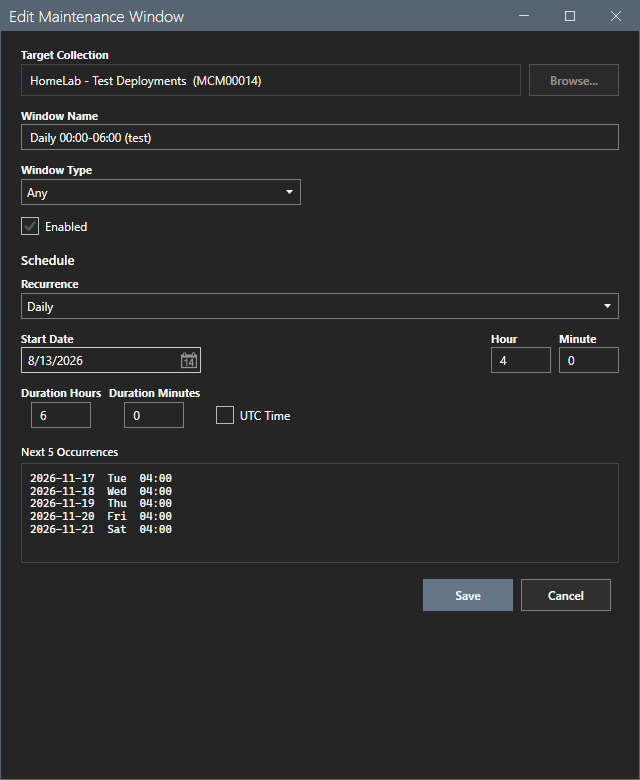 Edit Maintenance Window
Target Collection
HomeLab - Test Deployments (MCM00014)
Browse...
Window Name
Daily 00:00-06:00 (test)
Window Type
Any
Enabled
Schedule
Recurrence
Daily
Start Date
Hour
Minute
8/13/2026
14
4
0
Duration Hours
Duration Minutes
6
0
UTC Time
Next 5 Occurrences
2026-11-17 Tue 04:00
2026-11-18 Wed 04:00
2026-11-19 Thu 04:00
2026-11-20 Fri 04:00
2026-11-21 Sat 04:00
Save
Cancel